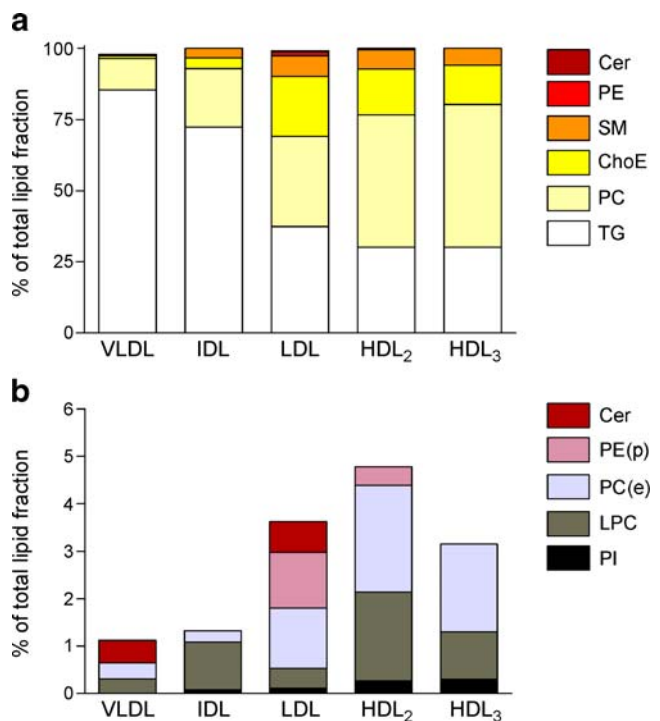 a
% of total lipid fraction
100
75
50
25
0
VLDL IDL LDL HDL₂ HDL₃
Cer
PE
SM
ChoE
PC
TG
b
% of total lipid fraction
6
5
4
3
2
1
0
VLDL IDL LDL HDL₂ HDL₃
Cer
PE(p)
PC(e)
LPC
PI